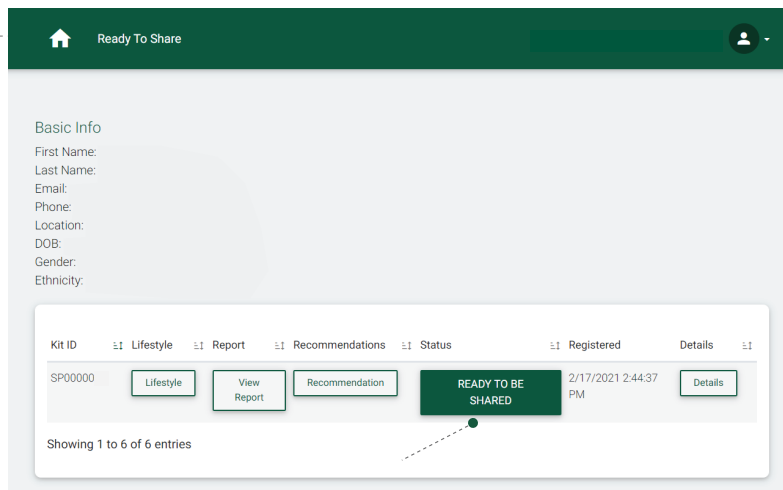 Ready To Share
Basic Info
First Name:
Last Name:
Email:
Phone:
Location:
DOB:
Gender:
Ethnicity:
Kit ID Lifestyle Report Recommendations Status Registered Details
SP00000 Lifestyle View Report Recommendation READY TO BE SHARED 2/17/2021 2:44:37 PM Details
Showing 1 to 6 of 6 entries